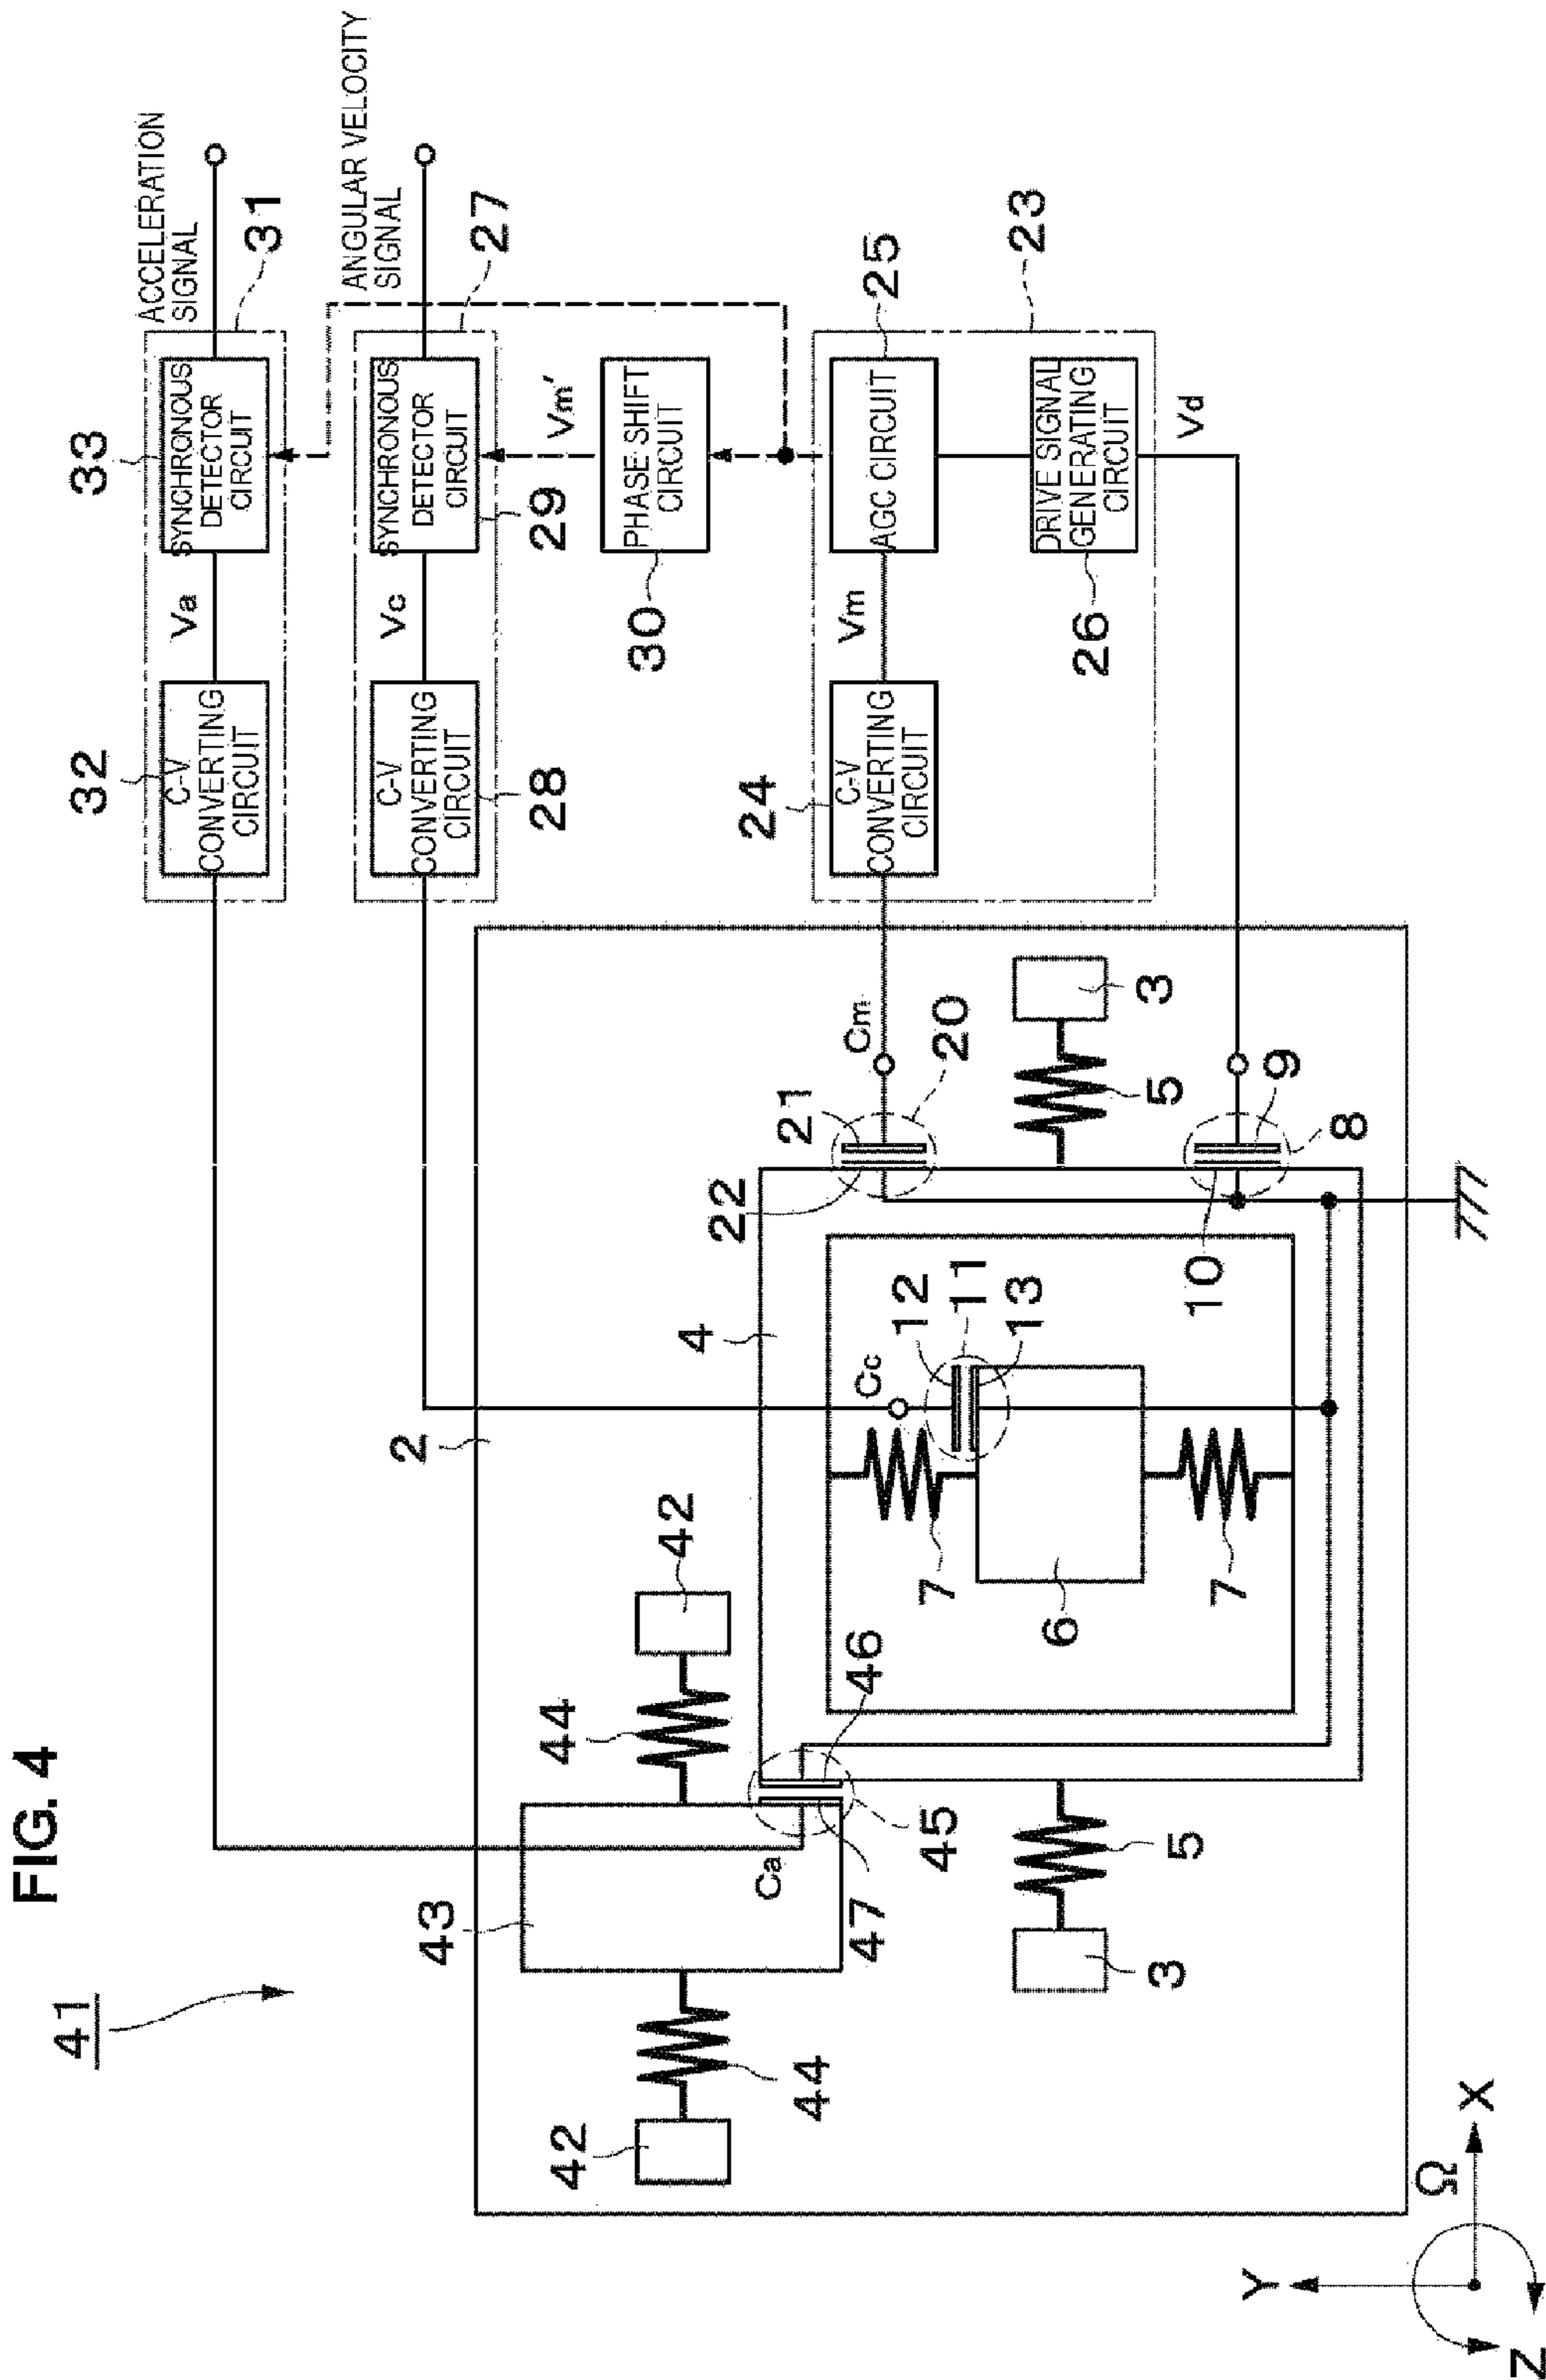 FIG. 4
41
ACCELERATION
SIGNAL
31
33
SYNCHRONOUS
DETECTOR
CIRCUIT
Va
32
C-V
CONVERTING
CIRCUIT
ANGULAR VELOCITY
SIGNAL
27
SYNCHRONOUS
DETECTOR
CIRCUIT
29
Vc
C-V
CONVERTING
CIRCUIT
28
Vm'
PHASE SHIFT
CIRCUIT
30
25
AGC CIRCUIT
Vm
24
C-V
CONVERTING
CIRCUIT
23
DRIVE SIGNAL
GENERATING
CIRCUIT
26
Vd
2
42
44
43
44
42
Ca
47
45
46
4
Cc
12
11
13
7
6
7
22
21
Cm
20
5
3
10
9
8
5
3
Y
Ω
X
Z